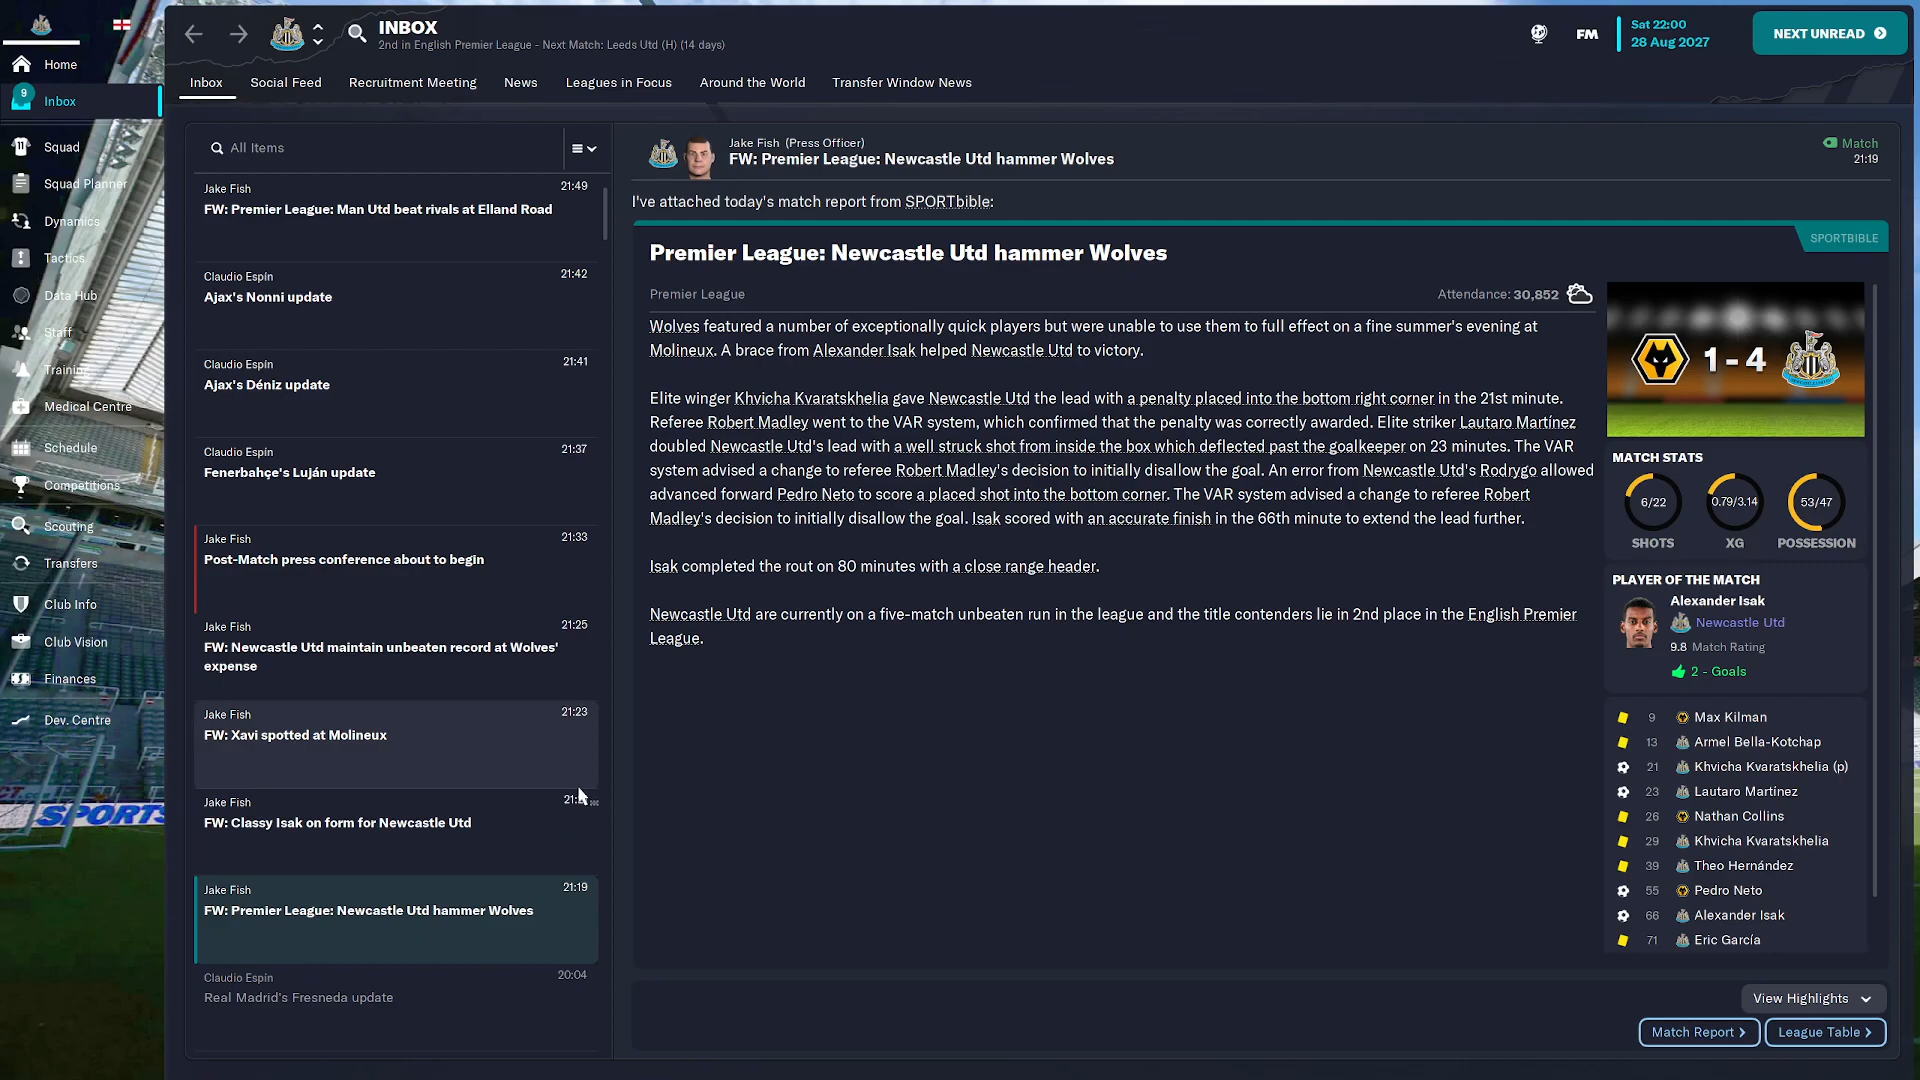 INBOX
2nd in English Premier League - Next Match: Leeds Utd (H) (14 days)
FM
Sat 22:00
28 Aug 2027
NEXT UNREAD
Inbox
Social Feed
Recruitment Meeting
News
Leagues in Focus
Around the World
Transfer Window News
Home
9
Inbox
Squad
Squad Planner
Dynamics
Tactics
Data Hub
Staff
Training
Medical Centre
Schedule
Competitions
Scouting
Transfers
Club Info
Club Vision
Finances
Dev. Centre
SPORTS
All Items
Jake Fish 21:49
FW: Premier League: Man Utd beat rivals at Elland Road
Claudio Espín 21:42
Ajax's Nonni update
Claudio Espín 21:41
Ajax's Déniz update
Claudio Espín 21:37
Fenerbahçe's Luján update
Jake Fish 21:33
Post-Match press conference about to begin
Jake Fish 21:25
FW: Newcastle Utd maintain unbeaten record at Wolves'
expense
Jake Fish 21:23
FW: Xavi spotted at Molineux
Jake Fish
FW: Classy Isak on form for Newcastle Utd
Jake Fish 21:19
FW: Premier League: Newcastle Utd hammer Wolves
Claudio Espín 20:04
Real Madrid's Fresneda update
Jake Fish (Press Officer)
FW: Premier League: Newcastle Utd hammer Wolves
Match
21:19
I've attached today's match report from SPORTbible:
SPORTBIBLE
Premier League: Newcastle Utd hammer Wolves
Premier League
Attendance: 30,852
Wolves featured a number of exceptionally quick players but were unable to use them to full effect on a fine summer's evening at
Molineux. A brace from Alexander Isak helped Newcastle Utd to victory.
Elite winger Khvicha Kvaratskhelia gave Newcastle Utd the lead with a penalty placed into the bottom right corner in the 21st minute.
Referee Robert Madley went to the VAR system, which confirmed that the penalty was correctly awarded. Elite striker Lautaro Martínez
doubled Newcastle Utd's lead with a well struck shot from inside the box which deflected past the goalkeeper on 23 minutes. The VAR
system advised a change to referee Robert Madley's decision to initially disallow the goal. An error from Newcastle Utd's Rodrygo allowed
advanced forward Pedro Neto to score a placed shot into the bottom corner. The VAR system advised a change to referee Robert
Madley's decision to initially disallow the goal. Isak scored with an accurate finish in the 66th minute to extend the lead further.
Isak completed the rout on 80 minutes with a close range header.
Newcastle Utd are currently on a five-match unbeaten run in the league and the title contenders lie in 2nd place in the English Premier
League.
1 - 4
MATCH STATS
6/22
0.79/3.14
53/47
SHOTS
XG
POSSESSION
PLAYER OF THE MATCH
Alexander Isak
Newcastle Utd
9.8 Match Rating
2 - Goals
9 Max Kilman
13 Armel Bella-Kotchap
21 Khvicha Kvaratskhelia (p)
23 Lautaro Martínez
26 Nathan Collins
29 Khvicha Kvaratskhelia
39 Theo Hernández
55 Pedro Neto
66 Alexander Isak
71 Eric García
View Highlights
Match Report
League Table